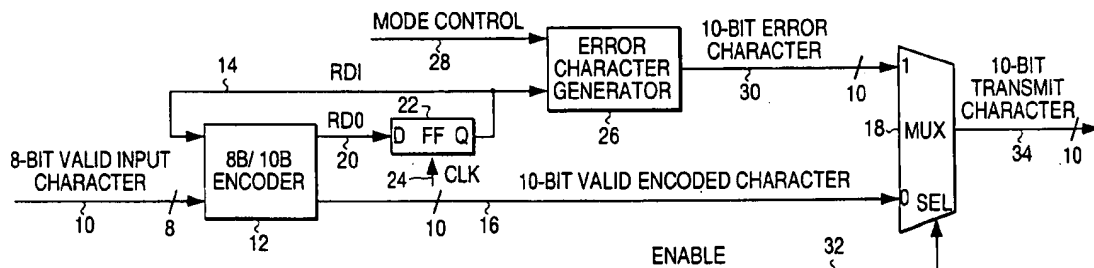 MODE CONTROL
28
ERROR
CHARACTER
GENERATOR
26
10-BIT ERROR
CHARACTER
30
10
1
10-BIT
TRANSMIT
CHARACTER
34
10
18
MUX
0
SEL
14
RDI
RD0
20
22
D FF Q
24
CLK
8-BIT VALID INPUT
CHARACTER
10
8
8B/10B
ENCODER
12
10-BIT VALID ENCODED CHARACTER
10
16
ENABLE
32